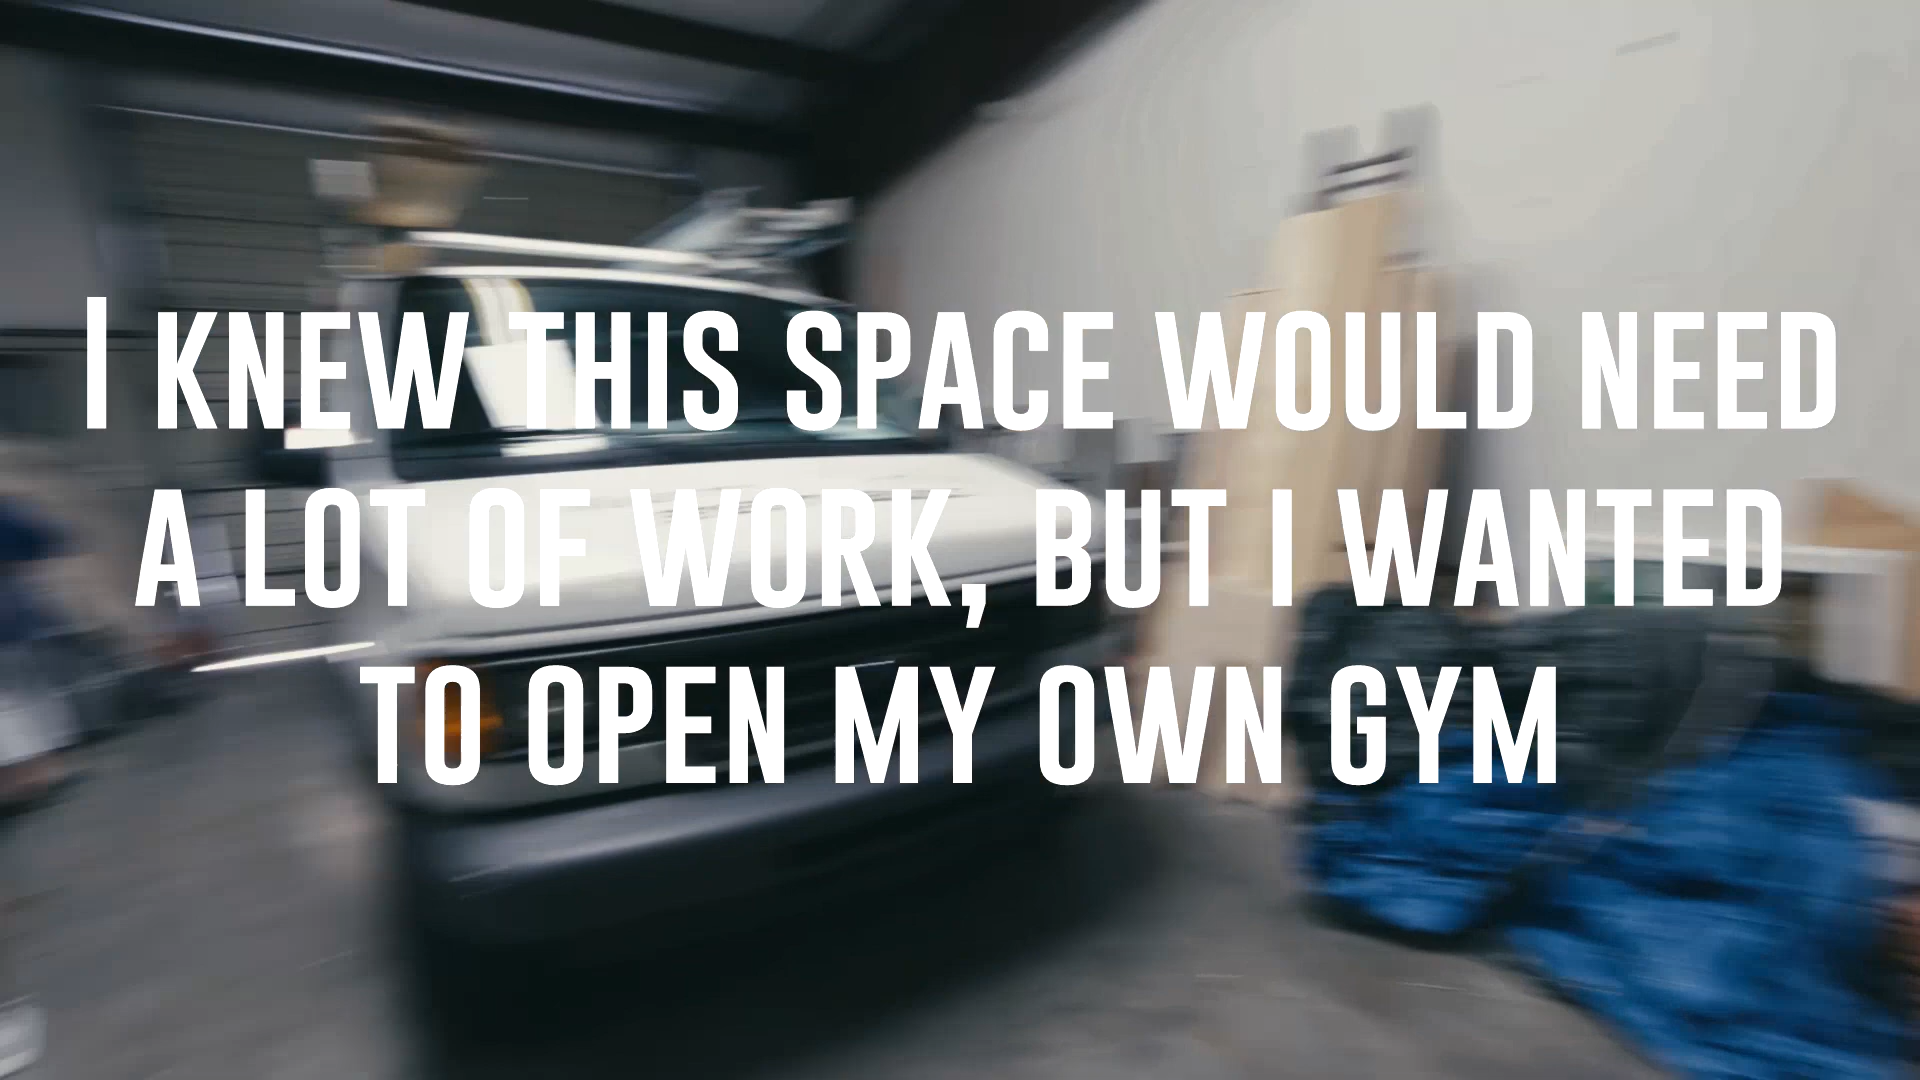 I KNEW THIS SPACE WOULD NEED
A LOT OF WORK, BUT I WANTED
TO OPEN MY OWN GYM